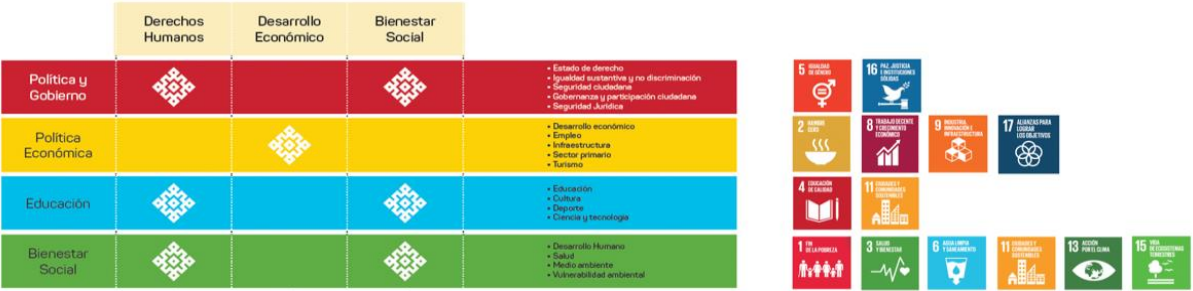 Derechos
Humanos
Desarrollo
Económico
Bienestar
Social
Política y
Gobierno
• Estado de derecho
• Igualdad sustantiva y no discriminación
• Seguridad ciudadana
• Gobernanza y participación ciudadana
• Seguridad Jurídica
5 IGUALDAD
DE GÉNERO
16 PAZ, JUSTICIA
E INSTITUCIONES
SÓLIDAS
Política
Económica
• Desarrollo económico
• Empleo
• Infraestructura
• Sector primario
• Turismo
2 HAMBRE
CERO
8 TRABAJO DECENTE
Y CRECIMIENTO
ECONÓMICO
9 INDUSTRIA,
INNOVACIÓN E
INFRAESTRUCTURA
17 ALIANZAS PARA
LOGRAR
LOS OBJETIVOS
Educación
• Educación
• Cultura
• Deporte
• Ciencia y tecnología
4 EDUCACIÓN
DE CALIDAD
11 CIUDADES Y
COMUNIDADES
SOSTENIBLES
Bienestar
Social
• Desarrollo Humano
• Salud
• Medio ambiente
• Vulnerabilidad ambiental
1 FIN
DE LA POBREZA
3 SALUD
Y BIENESTAR
6 AGUA LIMPIA
Y SANEAMIENTO
11 CIUDADES Y
COMUNIDADES
SOSTENIBLES
13 ACCIÓN
POR EL CLIMA
15 VIDA
DE ECOSISTEMAS
TERRESTRES